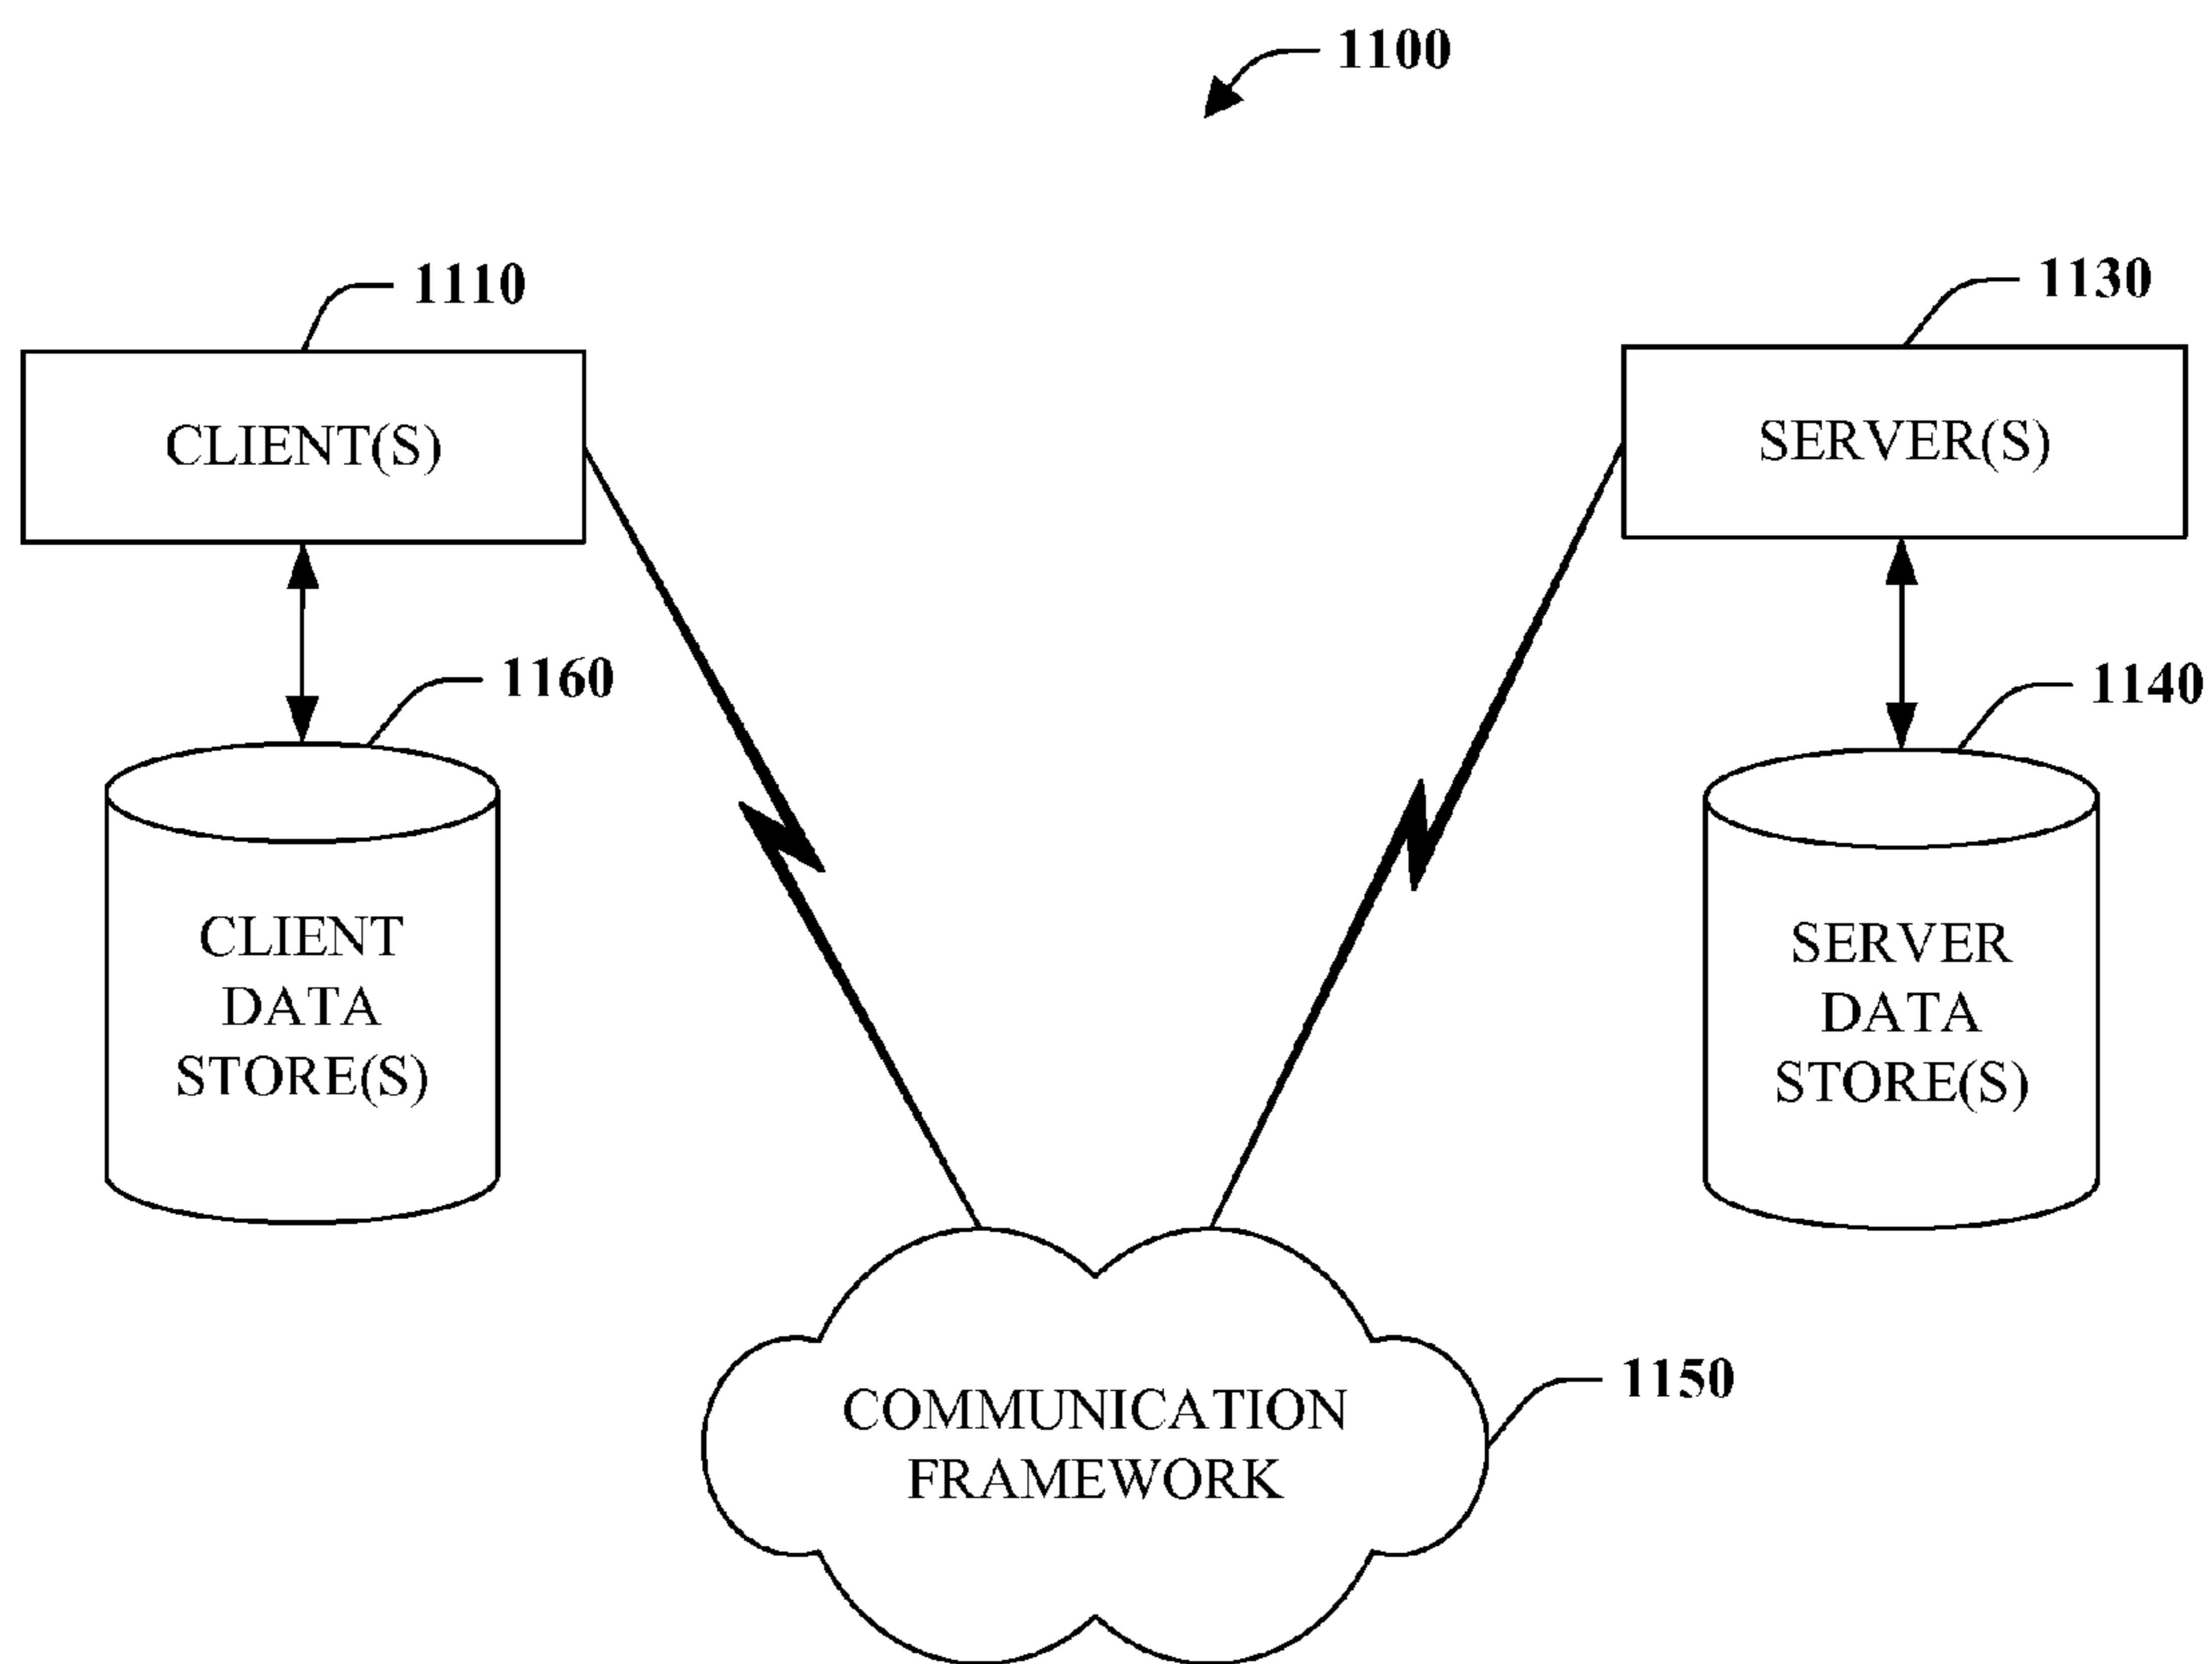 1100
1110
1130
CLIENT(S)
SERVER(S)
1160
1140
CLIENT
DATA
STORE(S)
SERVER
DATA
STORE(S)
1150
COMMUNICATION
FRAMEWORK